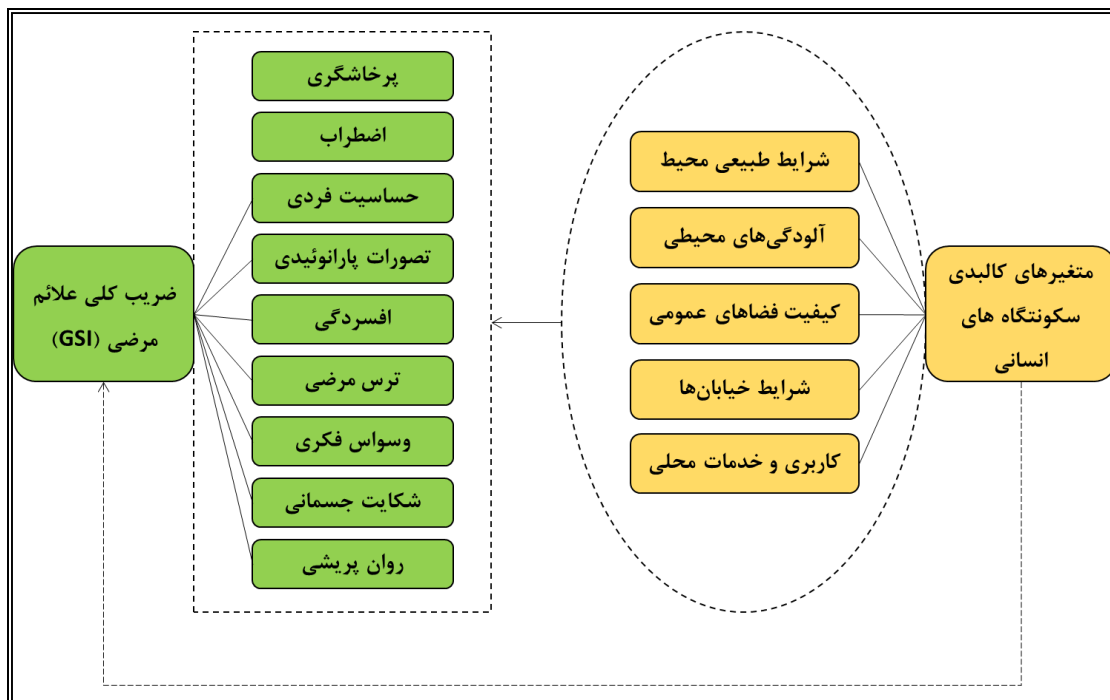 متغیرهای کالبدی
سکونتگاه های
انسانی
شرایط طبیعی محیط
آلودگی‌های محیطی
کیفیت فضاهای عمومی
شرایط خیابان‌ها
کاربری و خدمات محلی
پرخاشگری
اضطراب
حساسیت فردی
تصورات پارانوئیدی
افسردگی
ترس مرضی
وسواس فکری
شکایت جسمانی
روان پریشی
ضریب کلی علائم
مرضی (GSI)